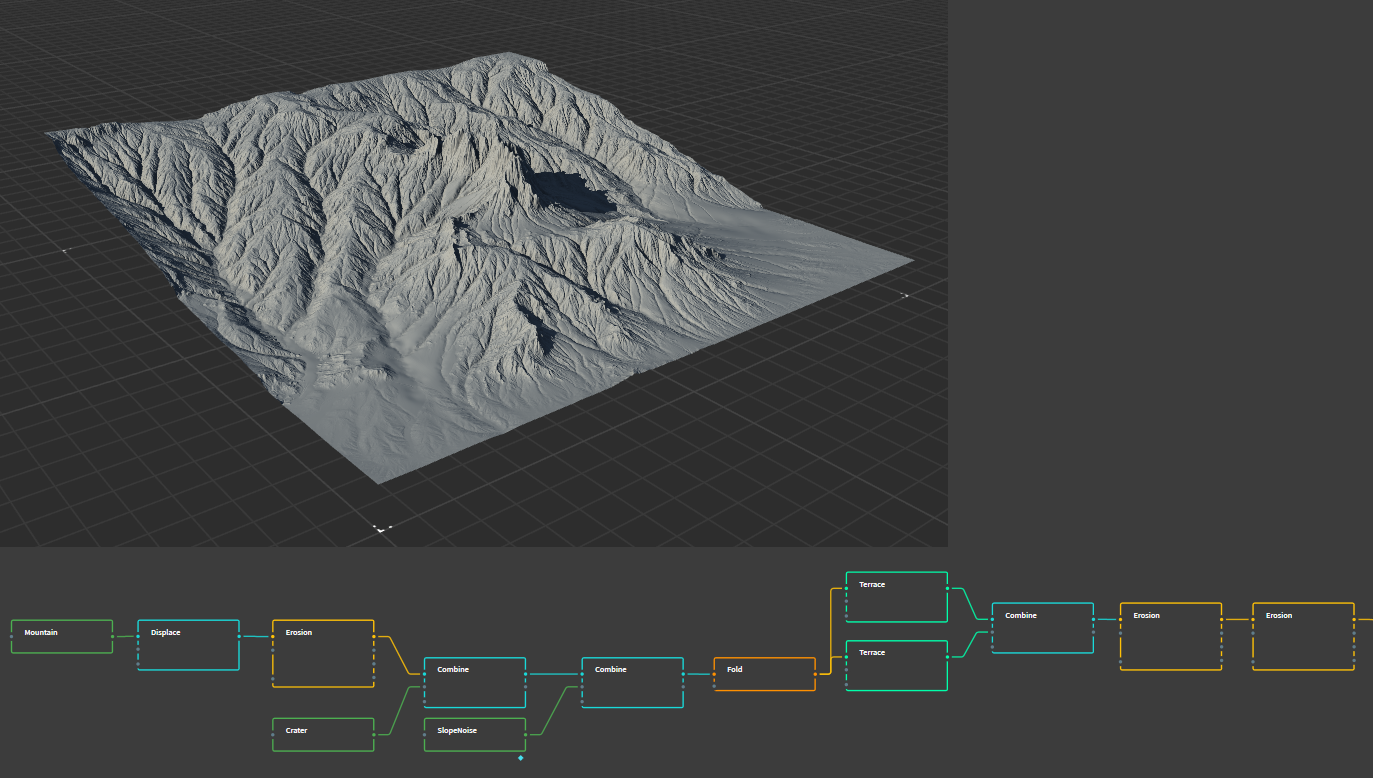 Terrace
Combine
Erosion
Erosion
Mountain
Displace
Erosion
Terrace
Combine
Combine
Fold
Crater
SlopeNoise